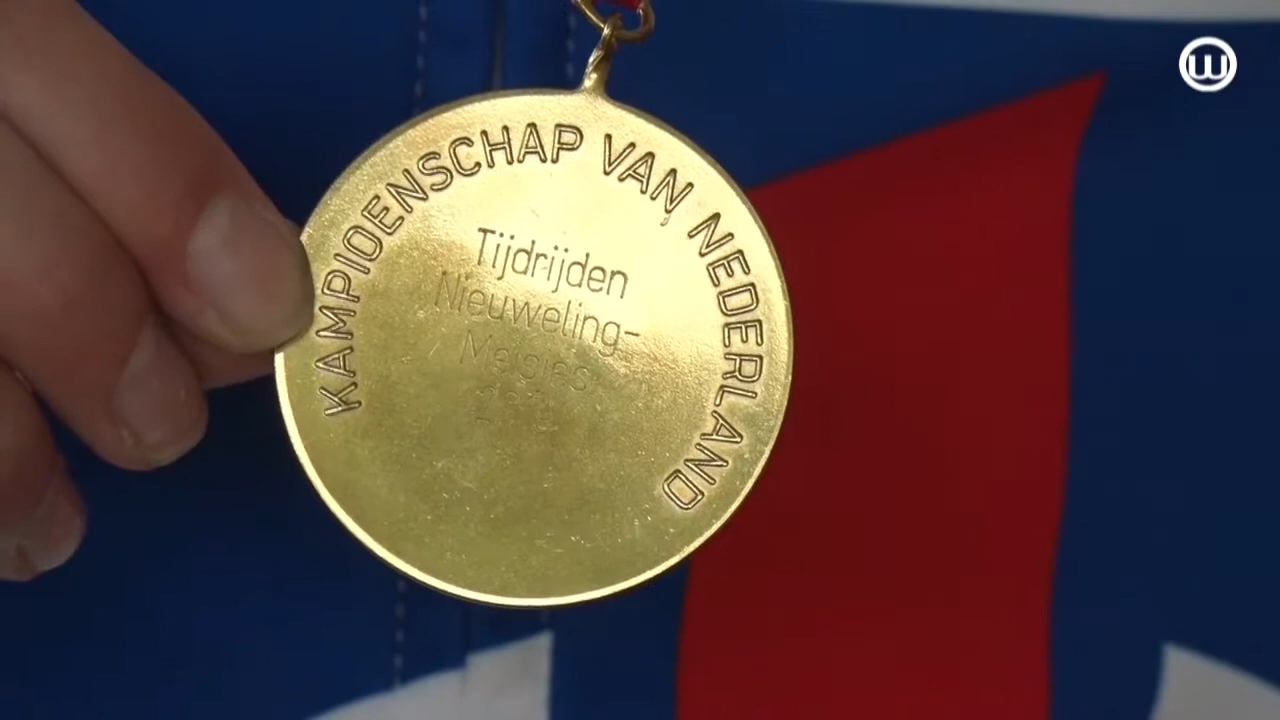 KAMPIOENSCHAP VAN NEDERLAND
Tijdrijden
Nieuweling-
Meisjes
W